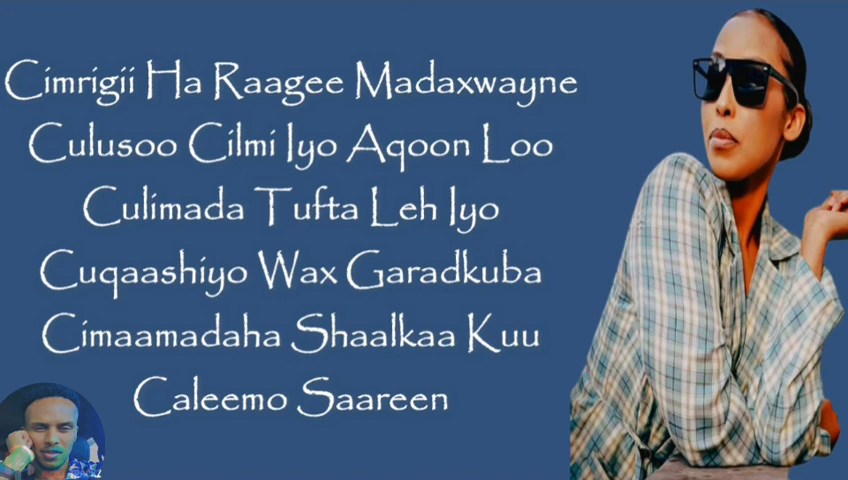 Cimrigii Ha Raagee Madaxwayne
Culusoo Cilmi Iyo Aqoon Loo
Culimada Tufta Leh Iyo
Cuqaashiyo Wax Garadkuba
Cimaamadaha Shaalkaa Kuu
Caleemo Saareen